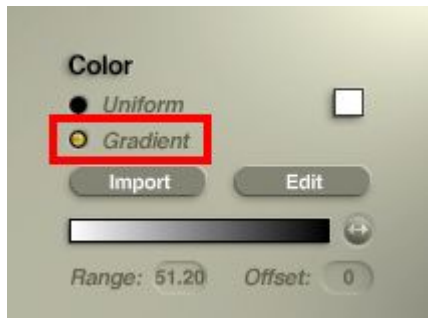 Color
Uniform
Gradient
Import Edit
Range: 51.20 Offset: 0